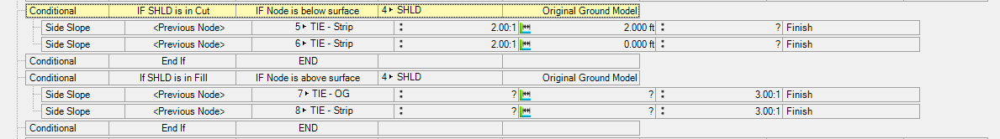 Conditional IF SHLD is in Cut IF Node is below surface 4 SHLD Original Ground Model
Side Slope <Previous Node> 5 TIE - Strip : 2.00:1 2.000 ft : ? Finish
Side Slope <Previous Node> 6 TIE - Strip : 2.00:1 0.000 ft : ? Finish
Conditional End If END
Conditional If SHLD is in Fill IF Node is above surface 4 SHLD Original Ground Model
Side Slope <Previous Node> 7 TIE - OG : ? ? : 3.00:1 Finish
Side Slope <Previous Node> 8 TIE - Strip : ? ? : 3.00:1 Finish
Conditional End If END